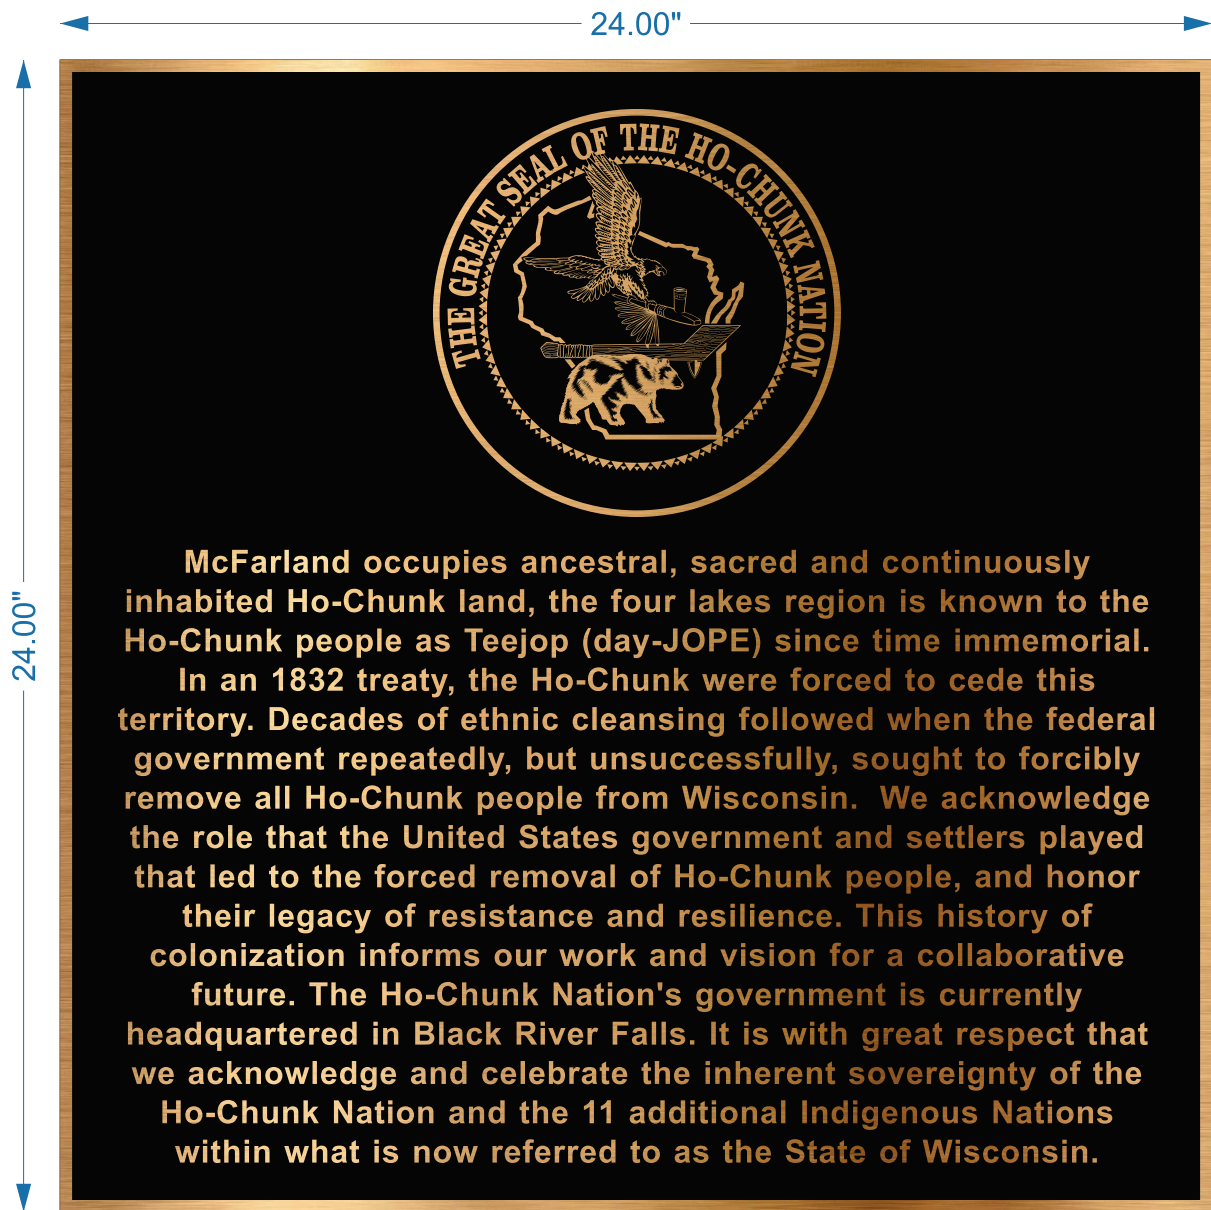 24.00"
24.00"
THE GREAT SEAL OF THE HO-CHUNK NATION
McFarland occupies ancestral, sacred and continuously
inhabited Ho-Chunk land, the four lakes region is known to the
Ho-Chunk people as Teejop (day-JOPE) since time immemorial.
In an 1832 treaty, the Ho-Chunk were forced to cede this
territory. Decades of ethnic cleansing followed when the federal
government repeatedly, but unsuccessfully, sought to forcibly
remove all Ho-Chunk people from Wisconsin.  We acknowledge
the role that the United States government and settlers played
that led to the forced removal of Ho-Chunk people, and honor
their legacy of resistance and resilience. This history of
colonization informs our work and vision for a collaborative
future. The Ho-Chunk Nation's government is currently
headquartered in Black River Falls. It is with great respect that
we acknowledge and celebrate the inherent sovereignty of the
Ho-Chunk Nation and the 11 additional Indigenous Nations
within what is now referred to as the State of Wisconsin.